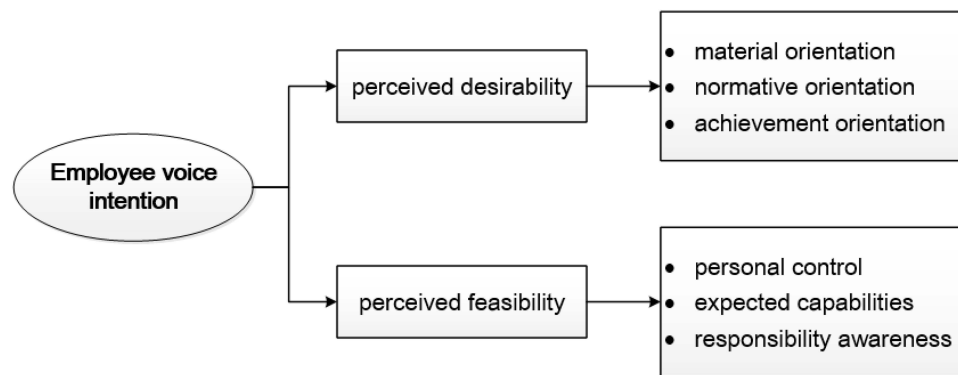 Employee voice
intention
perceived desirability
• material orientation
• normative orientation
• achievement orientation
perceived feasibility
• personal control
• expected capabilities
• responsibility awareness